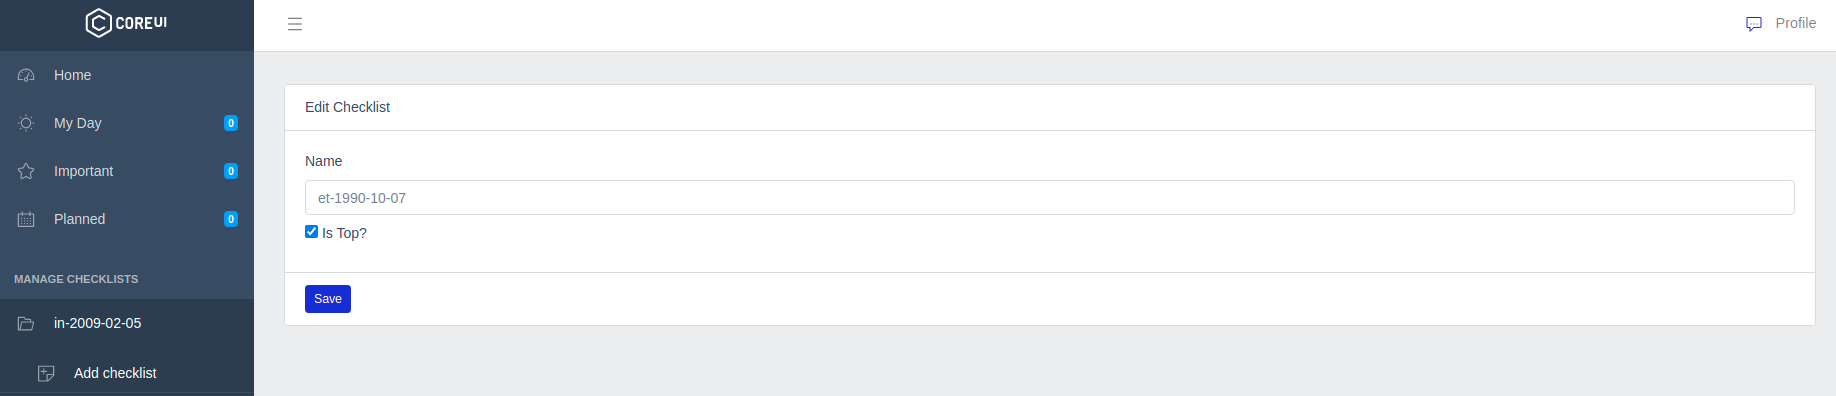 COREUI
Profile
Home
My Day 0
Important 0
Planned 0
MANAGE CHECKLISTS
in-2009-02-05
Add checklist
Edit Checklist
Name
et-1990-10-07
Is Top?
Save